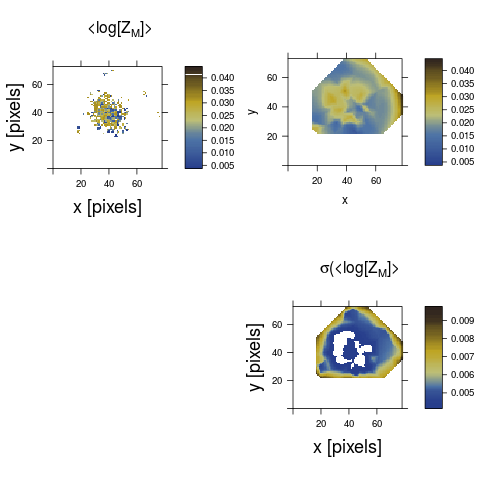 <log[Z_M]>
60
40
20
20 40 60
x [pixels]
y [pixels]
0.040
0.035
0.030
0.025
0.020
0.015
0.010
0.005
60
40
20
20 40 60
x
y
0.040
0.035
0.030
0.025
0.020
0.015
0.010
0.005
σ(<log[Z_M]>
60
40
20
20 40 60
x [pixels]
y [pixels]
0.009
0.008
0.007
0.006
0.005